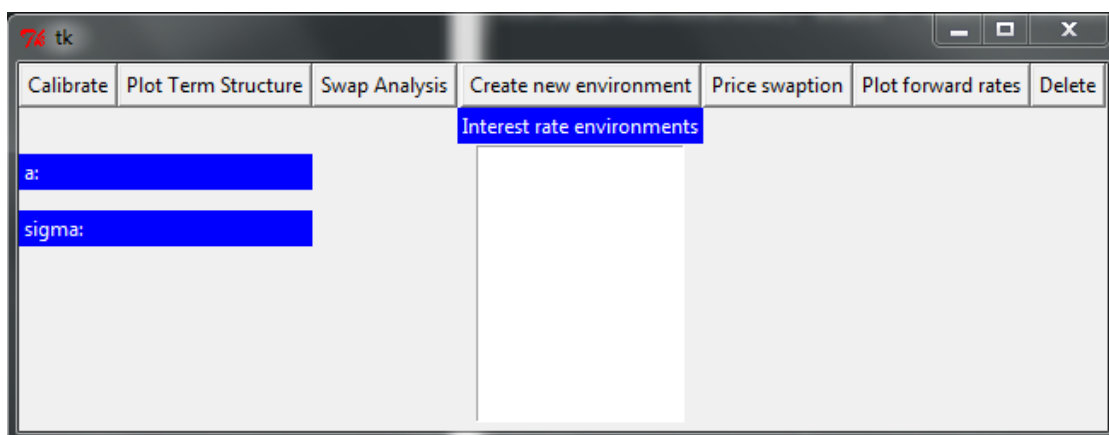 tk
Calibrate Plot Term Structure Swap Analysis Create new environment Price swaption Plot forward rates Delete
Interest rate environments
a:
sigma: